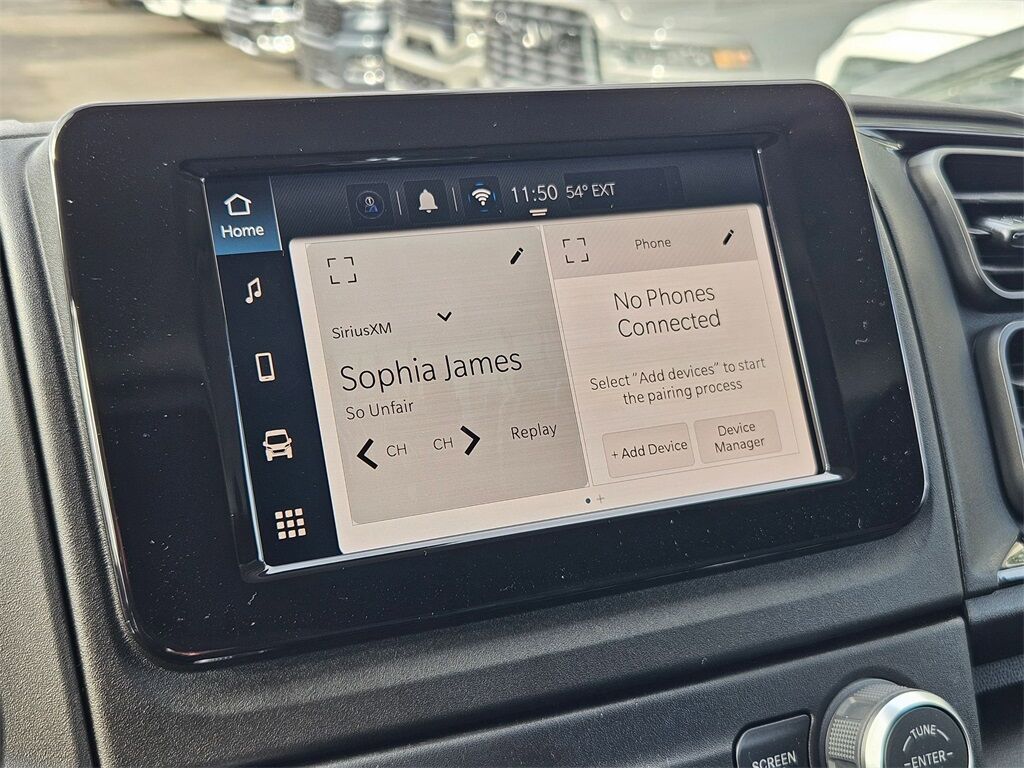 11:50 54° EXT
Home
SiriusXM
Sophia James
So Unfair
CH CH Replay
Phone
No Phones
Connected
Select "Add devices" to start
the pairing process
+ Add Device
Device
Manager
+
SCREEN
TUNE
-ENTER-